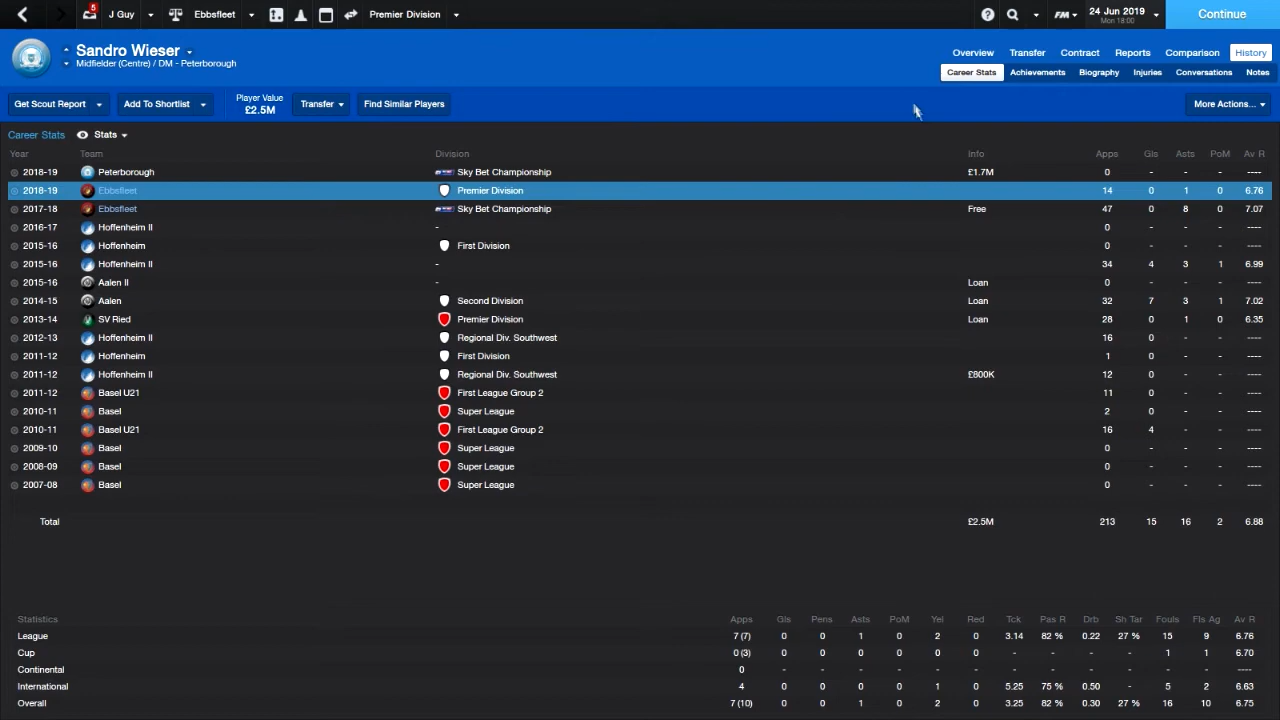 5 J Guy Ebbsfleet Premier Division FM 24 Jun 2019 Mon 18:00 Continue
Sandro Wieser
Midfielder (Centre) / DM - Peterborough
Overview Transfer Contract Reports Comparison History
Career Stats Achievements Biography Injuries Conversations Notes
Get Scout Report Add To Shortlist Player Value £2.5M Transfer Find Similar Players More Actions...
Career Stats Stats
Year Team Division Info Apps Gls Asts PoM Av R
2018-19 Peterborough Sky Bet Championship £1.7M 0 - - - ----
2018-19 Ebbsfleet Premier Division 14 0 1 0 6.76
2017-18 Ebbsfleet Sky Bet Championship Free 47 0 8 0 7.07
2016-17 Hoffenheim II - 0 - - - ----
2015-16 Hoffenheim First Division 0 - - - ----
2015-16 Hoffenheim II - 34 4 3 1 6.99
2015-16 Aalen II - Loan 0 - - - ----
2014-15 Aalen Second Division Loan 32 7 3 1 7.02
2013-14 SV Ried Premier Division Loan 28 0 1 0 6.35
2012-13 Hoffenheim II Regional Div. Southwest 16 0 - - ----
2011-12 Hoffenheim First Division 1 0 - - ----
2011-12 Hoffenheim II Regional Div. Southwest £800K 12 0 - - ----
2011-12 Basel U21 First League Group 2 11 0 - - ----
2010-11 Basel Super League 2 0 - - ----
2010-11 Basel U21 First League Group 2 16 4 - - ----
2009-10 Basel Super League 0 - - - ----
2008-09 Basel Super League 0 - - - ----
2007-08 Basel Super League 0 - - - ----
Total £2.5M 213 15 16 2 6.88
Statistics Apps Gls Pens Asts PoM Yel Red Tck Pas R Drb Sh Tar Fouls Fls Ag Av R
League 7 (7) 0 0 1 0 2 0 3.14 82 % 0.22 27 % 15 9 6.76
Cup 0 (3) 0 0 0 0 0 0 - - - - 1 1 6.70
Continental 0 - - - - - - - - - - - - ----
International 4 0 0 0 0 1 0 5.25 75 % 0.50 - 5 2 6.63
Overall 7 (10) 0 0 1 0 2 0 3.25 82 % 0.30 27 % 16 10 6.75